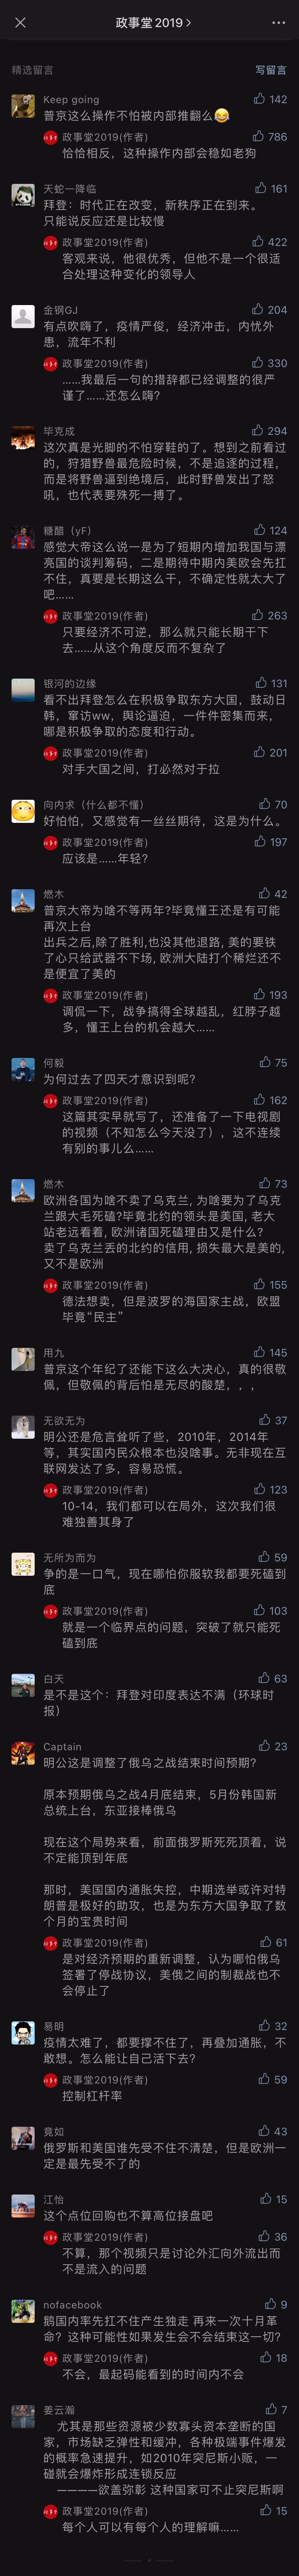 政事堂2019
精选留言
写留言
Keep going
142
普京这么操作不怕被内部推翻么😂
政事堂2019(作者)
786
恰恰相反，这种操作内部会稳如老狗
天蛇一降临
161
拜登：时代正在改变，新秩序正在到来。
只能说反应还是比较慢
政事堂2019(作者)
422
客观来说，他很优秀，但他不是一个很适
合处理这种变化的领导人
金钢GJ
204
有点吹嗨了，疫情严俊，经济冲击，内忧外
患，流年不利
政事堂2019(作者)
330
……我最后一句的措辞都已经调整的很严
谨了……还怎么嗨？
毕克成
294
这次真是光脚的不怕穿鞋的了。想到之前看过
的，狩猎野兽最危险时候，不是追逐的过程，
而是将野兽逼到绝境后，此时野兽发出了怒
吼，也代表要殊死一搏了。
糖醋（yF）
124
感觉大帝这么说一是为了短期内增加我国与漂
亮国的谈判筹码，二是期待中期内美欧会先扛
不住，真要是长期这么干，不确定性就太大了
吧……
政事堂2019(作者)
263
只要经济不可逆，那么就只能长期干下
去……从这个角度反而不复杂了
银河的边缘
131
看不出拜登怎么在积极争取东方大国，鼓动日
韩，窜访ww，舆论逼迫，一件件密集而来，
哪是积极争取的态度和行动。
政事堂2019(作者)
201
对手大国之间，打必然对于拉
向内求（什么都不懂）
70
好怕怕，又感觉有一丝丝期待，这是为什么。
政事堂2019(作者)
197
应该是……年轻？
燃木
42
普京大帝为啥不等两年?毕竟懂王还是有可能
再次上台
出兵之后,除了胜利,也没其他退路, 美的要铁
了心只给武器不下场, 欧洲大陆打个稀烂还不
是便宜了美的
政事堂2019(作者)
193
调侃一下，战争搞得全球越乱，红脖子越
多，懂王上台的机会越大……
何毅
75
为何过去了四天才意识到呢？
政事堂2019(作者)
162
这篇其实早就写了，还准备了一下电视剧
的视频（不知怎么今天没了），这不连续
有别的事儿么……
燃木
73
欧洲各国为啥不卖了乌克兰, 为啥要为了乌克
兰跟大毛死磕?毕竟北约的领头是美国, 老大
站老远看着, 欧洲诸国死磕理由又是什么?
卖了乌克兰丢的北约的信用, 损失最大是美的,
又不是欧洲
政事堂2019(作者)
155
德法想卖，但是波罗的海国家主战，欧盟
毕竟“民主”
用九
145
普京这个年纪了还能下这么大决心，真的很敬
佩，但敬佩的背后怕是无尽的酸楚，，，
无欲无为
37
明公还是危言耸听了些，2010年，2014年
等，其实国内民众根本也没啥事。无非现在互
联网发达了多，容易恐慌。
政事堂2019(作者)
123
10-14，我们都可以在局外，这次我们很
难独善其身了
无所为而为
59
争的是一口气，现在哪怕你服软我都要死磕到
底
政事堂2019(作者)
103
就是一个临界点的问题，突破了就只能死
磕到底
白天
63
是不是这个：拜登对印度表达不满（环球时
报）
Captain
23
明公这是调整了俄乌之战结束时间预期？
原本预期俄乌之战4月底结束，5月份韩国新
总统上台，东亚接棒俄乌
现在这个局势来看，前面俄罗斯死死顶着，说
不定能顶到年底
那时，美国国内通胀失控，中期选举或许对特
朗普是极好的助攻，也是为东方大国争取了数
个月的宝贵时间
政事堂2019(作者)
61
是对经济预期的重新调整，认为哪怕俄乌
签署了停战协议，美俄之间的制裁战也不
会停止了
易明
32
疫情太难了，都要撑不住了，再叠加通胀，不
敢想。怎么能让自己活下去？
政事堂2019(作者)
59
控制杠杆率
竟如
43
俄罗斯和美国谁先受不住不清楚，但是欧洲一
定是最先受不了的
江怡
15
这个点位回购也不算高位接盘吧
政事堂2019(作者)
36
不算，那个视频只是讨论外汇向外流出而
不是流入的问题
nofacebook
9
鹅国内率先扛不住产生独走 再来一次十月革
命？这种可能性如果发生会不会结束这一切？
政事堂2019(作者)
18
不会，最起码能看到的时间内不会
姜云瀚
7
尤其是那些资源被少数寡头资本垄断的国
家，市场缺乏弹性和缓冲，各种极端事件爆发
的概率急速提升，如2010年突尼斯小贩，一
碰就会爆炸形成连锁反应
————欲盖弥彰 这种国家可不止突尼斯啊
政事堂2019(作者)
15
每个人可以有每个人的理解嘛……